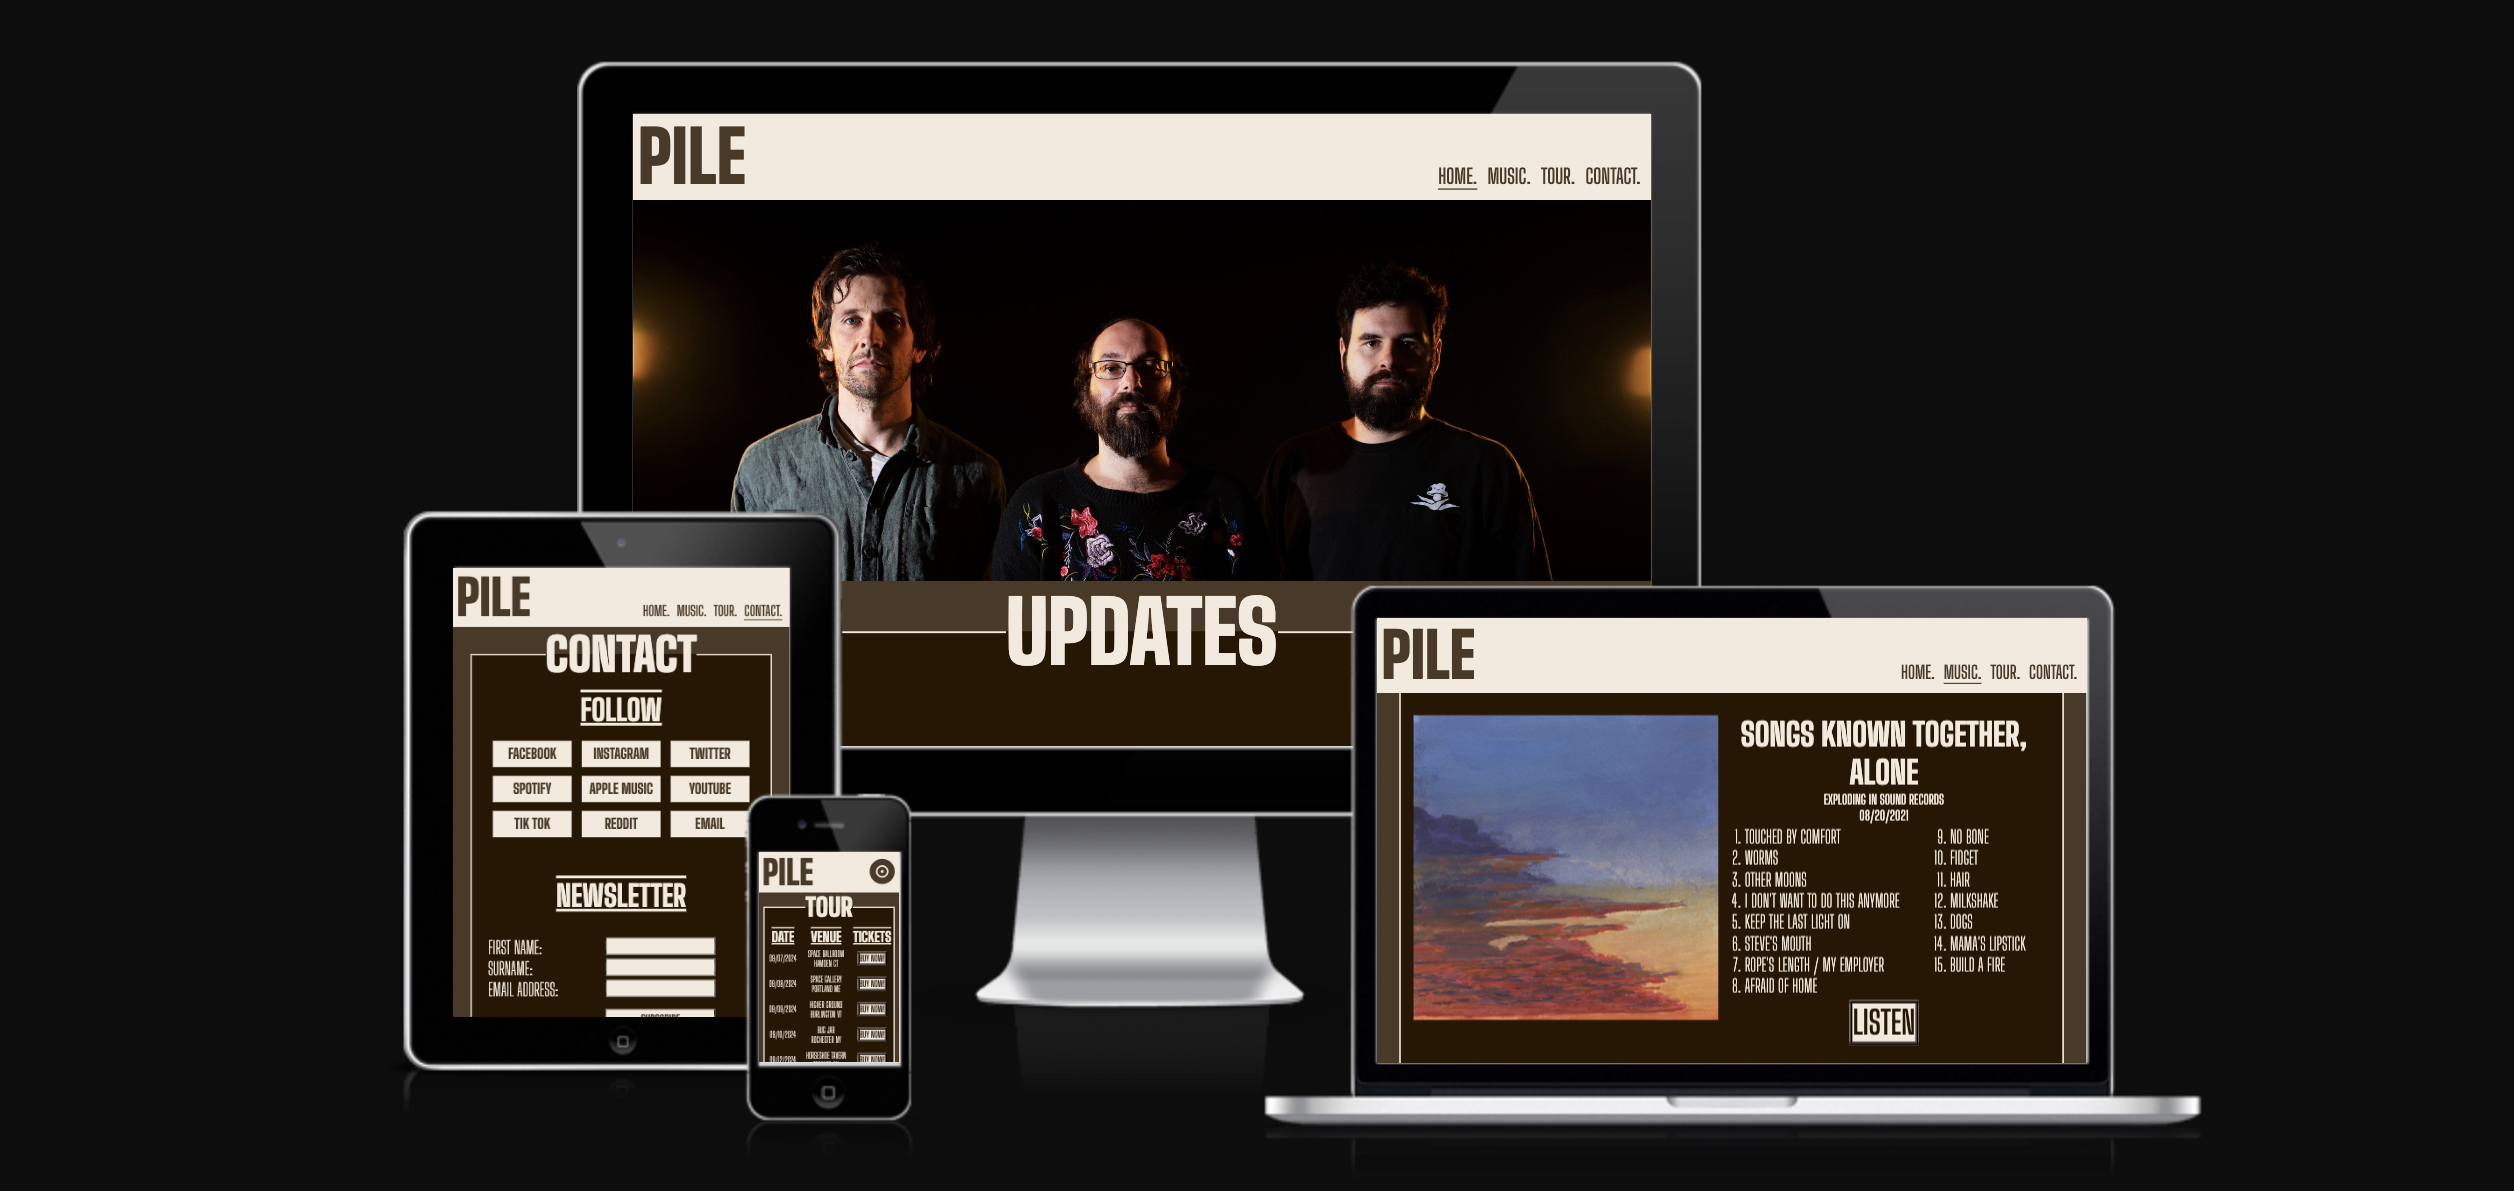 PILE
HOME. MUSIC. TOUR. CONTACT.
UPDATES
PILE
HOME. MUSIC. TOUR. CONTACT.
CONTACT
FOLLOW
FACEBOOK INSTAGRAM TWITTER
SPOTIFY APPLE MUSIC YOUTUBE
TIK TOK REDDIT EMAIL
NEWSLETTER
FIRST NAME:
SURNAME:
EMAIL ADDRESS:
SUBSCRIBE
PILE
TOUR
DATE VENUE TICKETS
09/07/2024 SPACE BALLROOM HAMDEN CT BUY NOW!
09/08/2024 SPACE GALLERY PORTLAND ME BUY NOW!
09/09/2024 HIGHER GROUND BURLINGTON VT BUY NOW!
09/10/2024 BUG JAR ROCHESTER NY BUY NOW!
09/12/2024 HORSESHOE TAVERN BUY NOW!
PILE
HOME. MUSIC. TOUR. CONTACT.
SONGS KNOWN TOGETHER,
ALONE
EXPLODING IN SOUND RECORDS
08/20/2021
1. TOUCHED BY COMFORT
2. WORMS
3. OTHER MOONS
4. I DON'T WANT TO DO THIS ANYMORE
5. KEEP THE LAST LIGHT ON
6. STEVE'S MOUTH
7. ROPE'S LENGTH / MY EMPLOYER
8. AFRAID OF HOME
9. NO BONE
10. FIDGET
11. HAIR
12. MILKSHAKE
13. DOGS
14. MAMA'S LIPSTICK
15. BUILD A FIRE
LISTEN